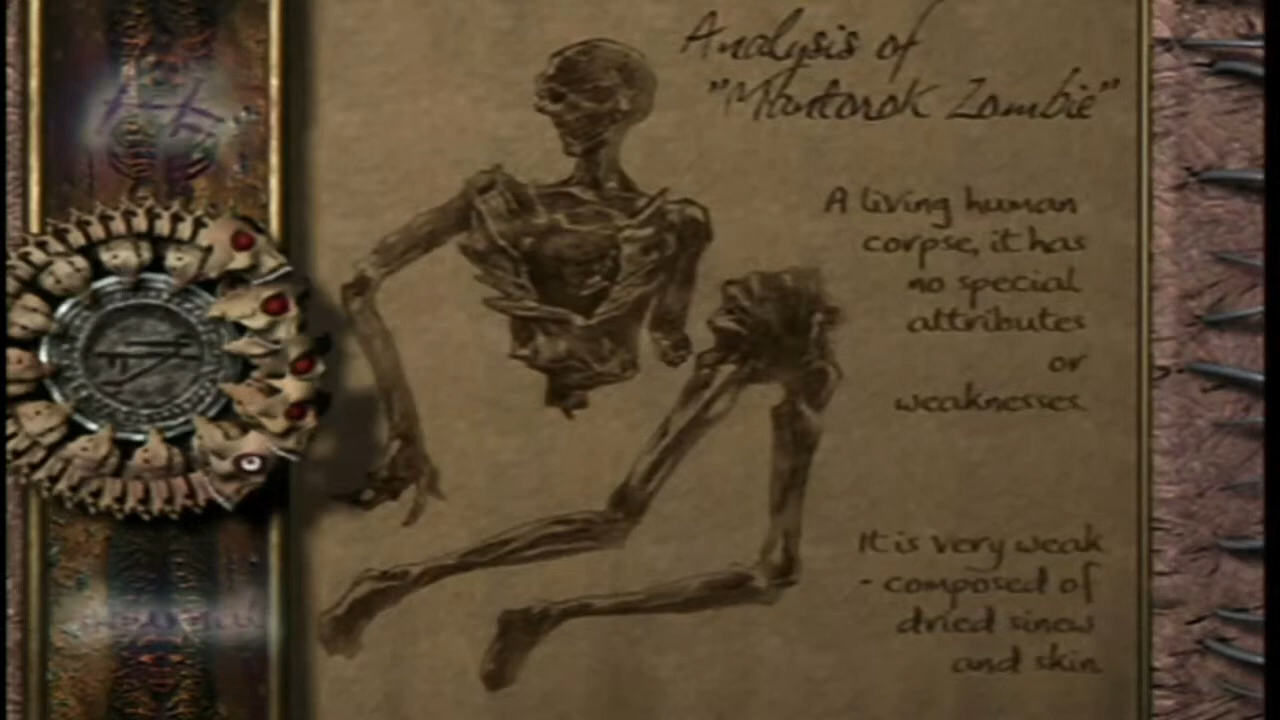 Analysis of
"Mantorok Zombie"
A living human
corpse, it has
no special
attributes
or
weaknesses
It is very weak
- composed of
dried sinew
and skin